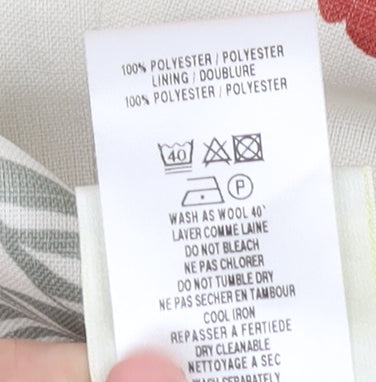 100% POLYESTER / POLYESTER
LINING / DOUBLURE
100% POLYESTER / POLYESTER
40 P
WASH AS WOOL 40°
LAVER COMME LAINE
DO NOT BLEACH
NE PAS CHLORER
DO NOT TUMBLE DRY
NE PAS SECHER EN TAMBOUR
COOL IRON
REPASSER A FERTIEDE
DRY CLEANABLE
NETTOYAGE A SEC
WASH SEPARATELY